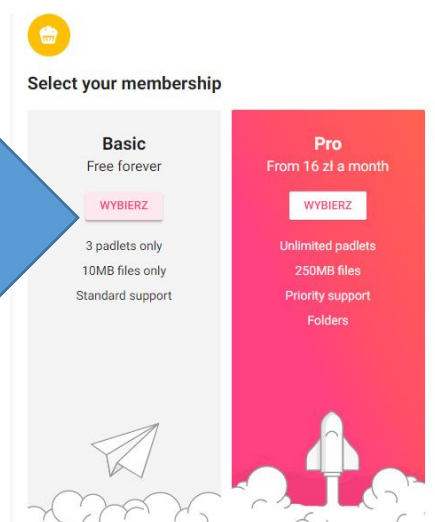 Select your membership
Basic
Free forever
WYBIERZ
3 padlets only
10MB files only
Standard support
Pro
From 16 zł a month
WYBIERZ
Unlimited padlets
250MB files
Priority support
Folders